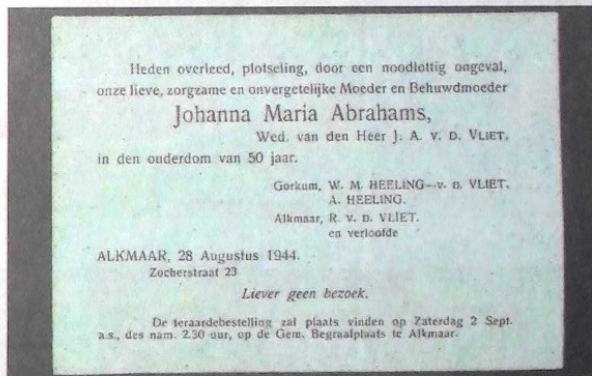 Heden overleed, plotseling, door een noodlottig ongeval,
onze lieve, zorgzame en onvergetelijke Moeder en Behuwdmoeder
Johanna Maria Abrahams,
Wed. van den Heer J. A. v. d. Vliet.
in den ouderdom van 50 jaar.
Gorkum, W. M. HEELING—v. d. VLIET.
A. HEELING.
Alkmaar, R. v. d. VLIET.
en verloofde
ALKMAAR, 28 Augustus 1944.
Zocherstraat 23
Liever geen bezoek.
De teraardebestelling zal plaats vinden op Zaterdag 2 Sept.
a.s., des nam. 2.30 uur, op de Gem. Begraafplaats te Alkmaar.